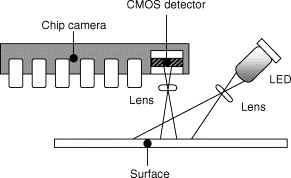 CMOS detector
Chip camera
LED
Lens
Lens
Surface